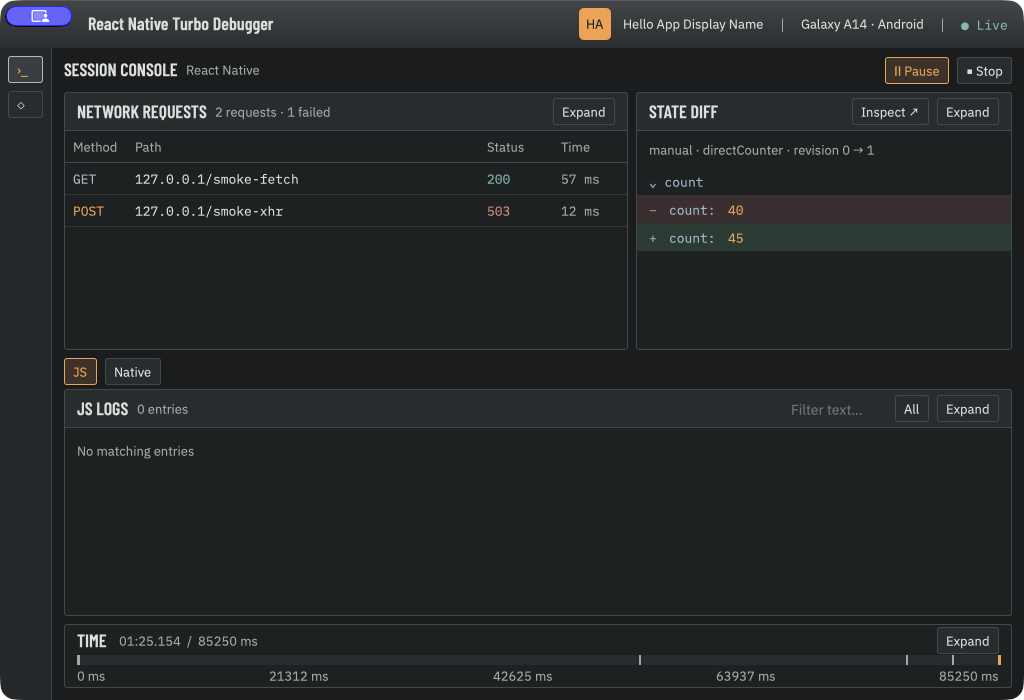 React Native Turbo Debugger
HA Hello App Display Name | Galaxy A14 · Android | ● Live
›_
SESSION CONSOLE React Native
Pause
Stop
NETWORK REQUESTS 2 requests · 1 failed Expand
Method Path Status Time
GET 127.0.0.1/smoke-fetch 200 57 ms
POST 127.0.0.1/smoke-xhr 503 12 ms
STATE DIFF Inspect ↗ Expand
manual · directCounter · revision 0 → 1
⌄ count
− count: 40
+ count: 45
JS Native
JS LOGS 0 entries Filter text... All Expand
No matching entries
TIME 01:25.154 / 85250 ms Expand
0 ms 21312 ms 42625 ms 63937 ms 85250 ms